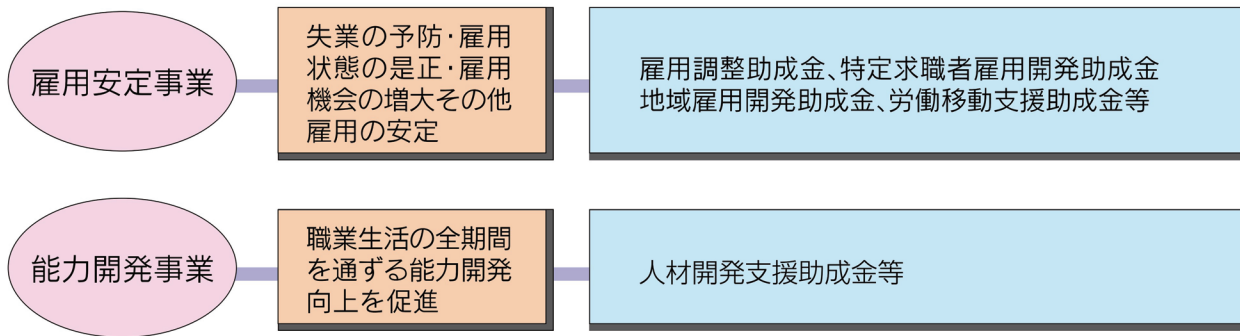 雇用安定事業
失業の予防・雇用
状態の是正・雇用
機会の増大その他
雇用の安定
雇用調整助成金、特定求職者雇用開発助成金
地域雇用開発助成金、労働移動支援助成金等
能力開発事業
職業生活の全期間
を通ずる能力開発
向上を促進
人材開発支援助成金等